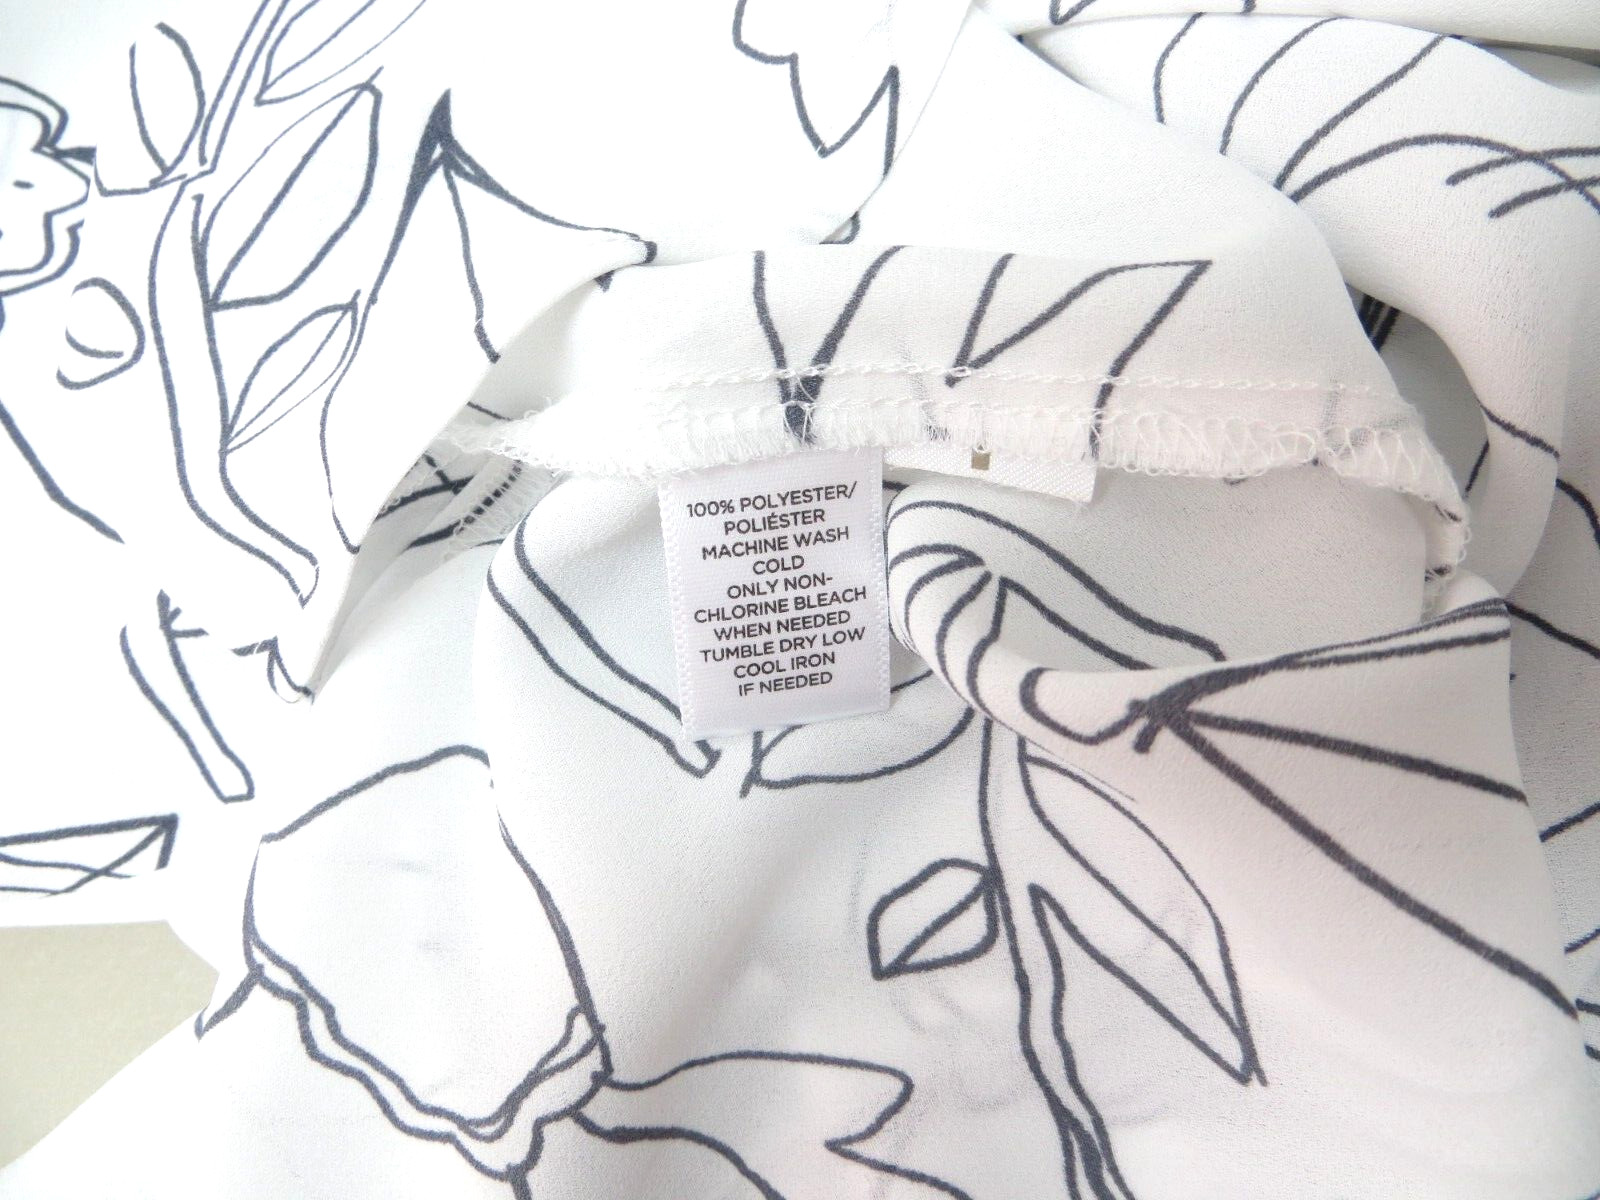 100% POLYESTER/
POLIÉSTER
MACHINE WASH
COLD
ONLY NON-
CHLORINE BLEACH
WHEN NEEDED
TUMBLE DRY LOW
COOL IRON
IF NEEDED